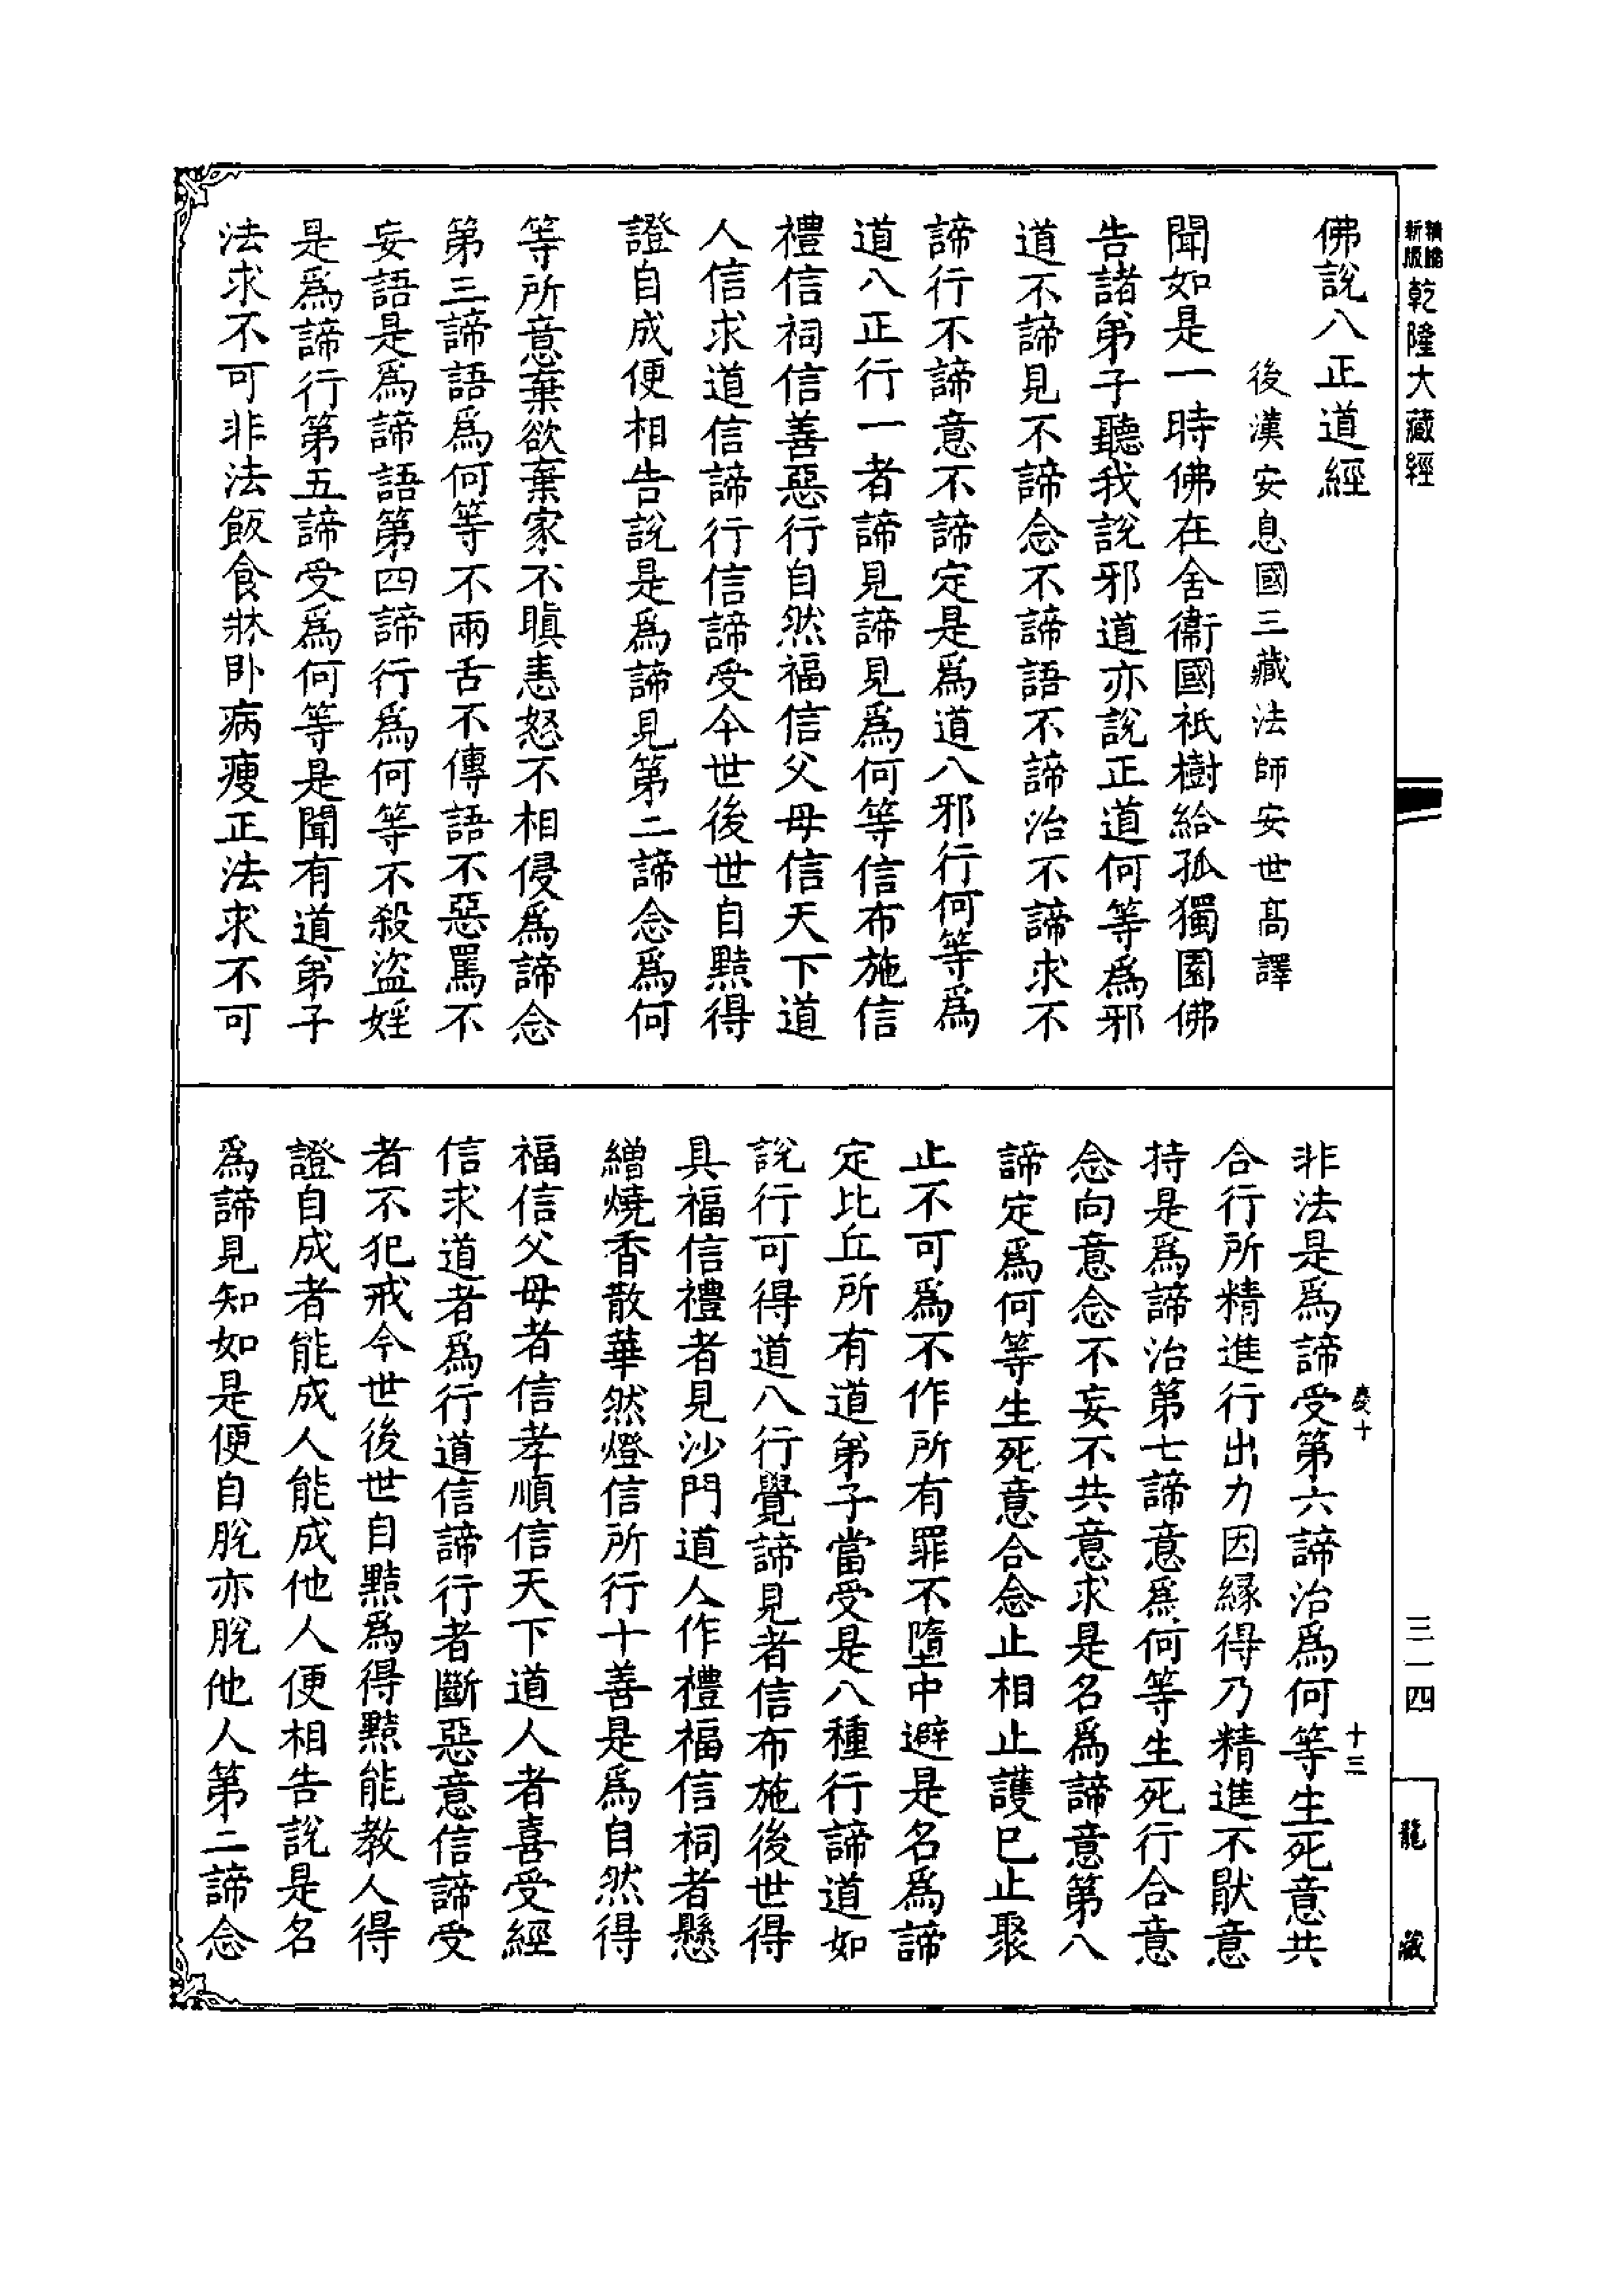 乾隆大藏經
佛說八正道經
後漢安息國三藏法師安世高譯
聞如是一時佛在舍衞國祇樹給孤獨園佛
告諸弟子聽我說邪道亦說正道何等爲邪
道不諦見不諦念不諦語不諦治不諦求不
諦行不諦意不諦定是爲道八邪行何等爲
道八正行一者諦見諦見爲何等信布施信
禮信祠信善惡行自然福信父母信天下道
人信求道信諦行信諦受今世後世自黠得
證自成便相告說是爲諦見第二諦念爲何
等所意棄欲棄家不瞋恚怒不相侵爲諦念
第三諦語爲何等不兩舌不傳語不惡罵不
妄語是爲諦語第四諦行爲何等不殺盜婬
是爲諦行第五諦受爲何等是聞有道弟子
法求不可非法飯食牀卧病瘦正法求不可
非法是爲諦受第六諦治爲何等生死意共
合行所精進行出力因緣得乃精進不猒意
持是爲諦治第七諦意爲何等生死行合意
念向意念不妄不共意求是名爲諦意第八
諦定爲何等生死意合念止相止護已止聚
止不可爲不作所有罪不墮中避是名爲諦
定比丘所有道弟子當受是八種行諦道如
說行可得道八行覺諦見者信布施後世得
具福信禮者見沙門道人作禮福信祠者懸
繒燒香散華然燈信所行十善是爲自然得
福信父母者信孝順信天下道人者喜受經
信求道者爲行道信諦行者斷惡意信諦受
者不犯戒今世後世自黠爲得黠能教人得
證自成者能成人能成他人便相告說是名
爲諦見知如是便自脫亦脫他人第二諦念
慶十
十三
三一四
龍藏